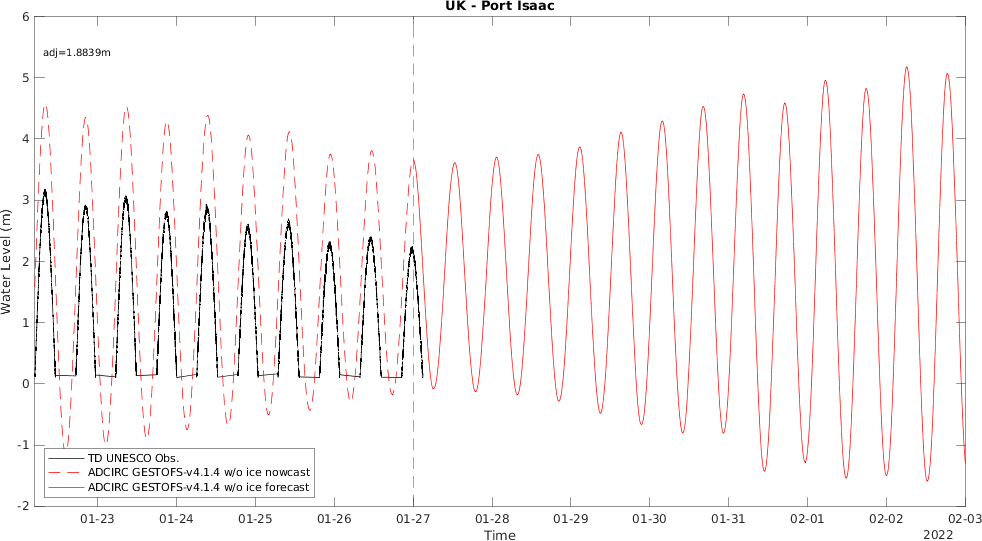 UK - Port Isaac
adj=1.8839m
Water Level (m)
6
5
4
3
2
1
0
-1
-2
TD UNESCO Obs.
ADCIRC GESTOFS-v4.1.4 w/o ice nowcast
ADCIRC GESTOFS-v4.1.4 w/o ice forecast
01-23 01-24 01-25 01-26 01-27 01-28 01-29 01-30 01-31 02-01 02-02 02-03
Time
2022